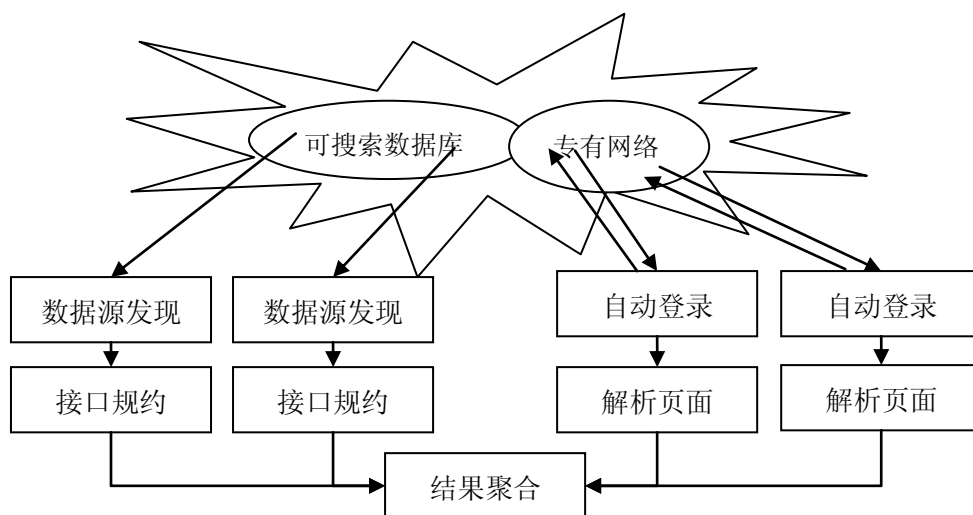 可搜索数据库
专有网络
数据源发现
数据源发现
自动登录
自动登录
接口规约
接口规约
解析页面
解析页面
结果聚合